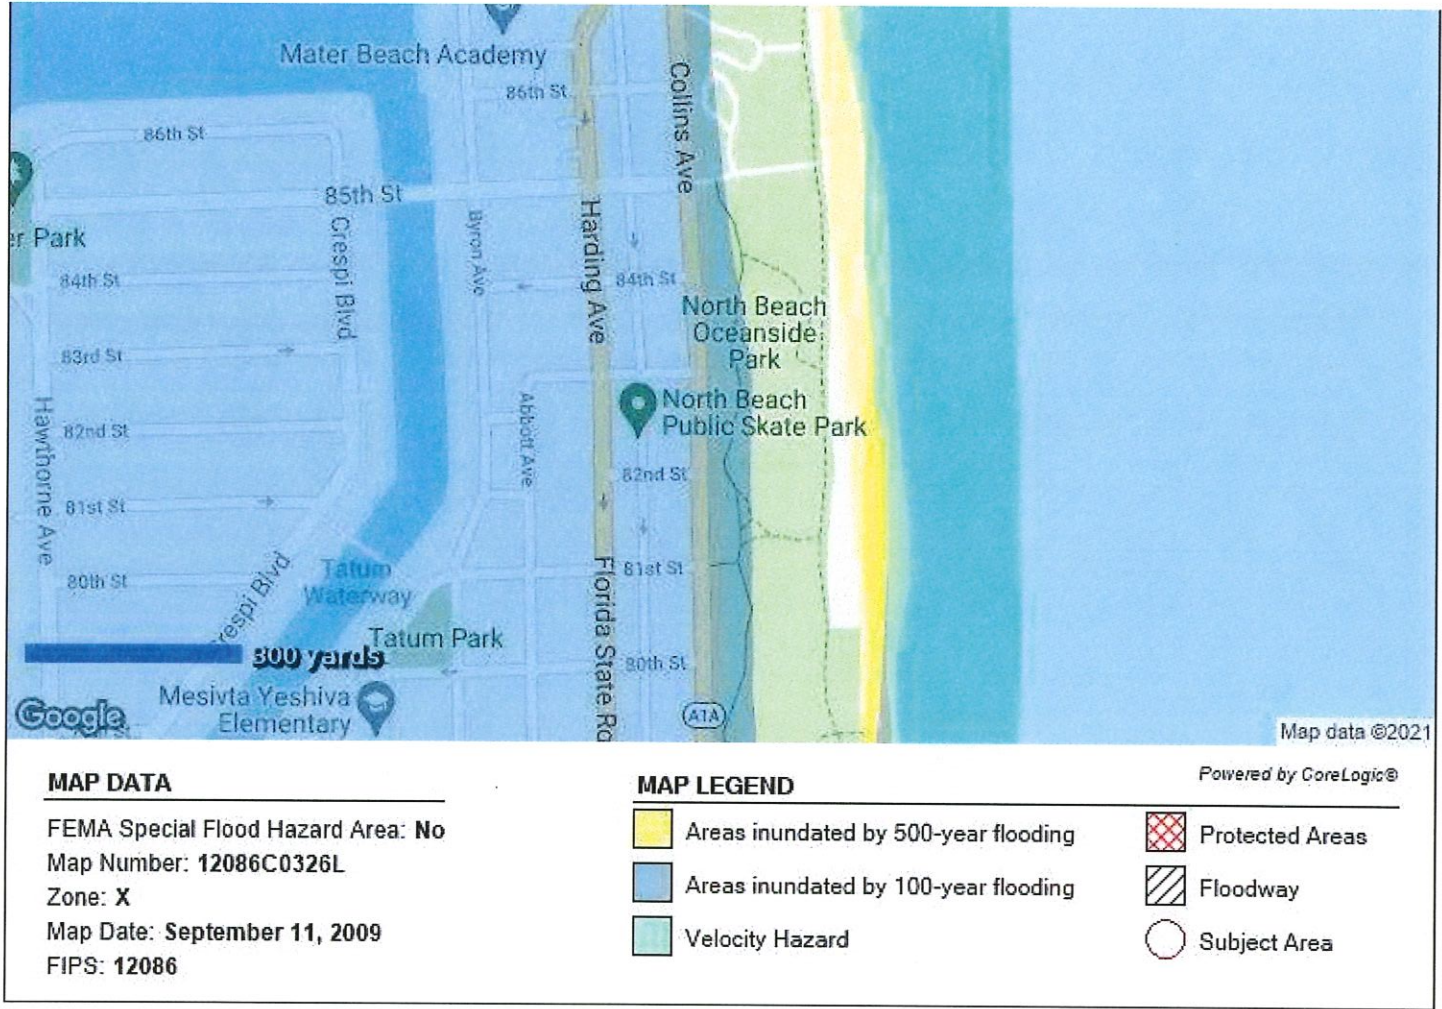 Mater Beach Academy
86th St
Collins Ave
86th St
85th St
er Park
Crespi Blvd
Byron Ave
Harding Ave
84th St
84th St
North Beach
Oceanside
Park
83rd St
Hawthorne Ave
Abbott Ave
North Beach
Public Skate Park
82nd St
82nd St
81st St
Florida State Ro
81st St
80th St
Tatum
Waterway
respi Blvd
Tatum Park
300 yards
80th St
Mesivta Yeshiva
Elementary
Google
A1A
Map data ©2021
Powered by CoreLogic®
MAP DATA
FEMA Special Flood Hazard Area: No
Map Number: 12086C0326L
Zone: X
Map Date: September 11, 2009
FIPS: 12086
MAP LEGEND
Areas inundated by 500-year flooding
Areas inundated by 100-year flooding
Velocity Hazard
Protected Areas
Floodway
Subject Area